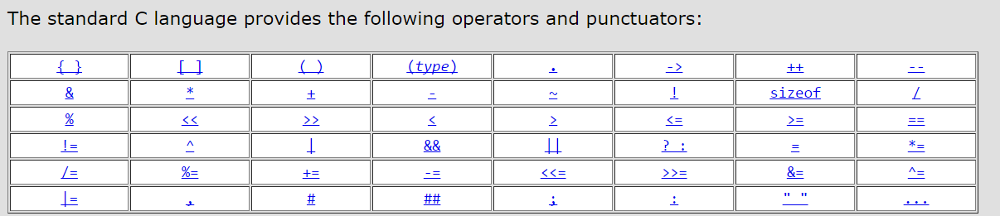 The standard C language provides the following operators and punctuators:
{ } [ ] ( ) (type) . -> ++ --
& * + - ~ ! sizeof /
% << >> < > <= >= ==
!= ^ | && || ? : = *=
/= %= += -= <<= >>= &= ^=
|= , # ## ; : " " ...